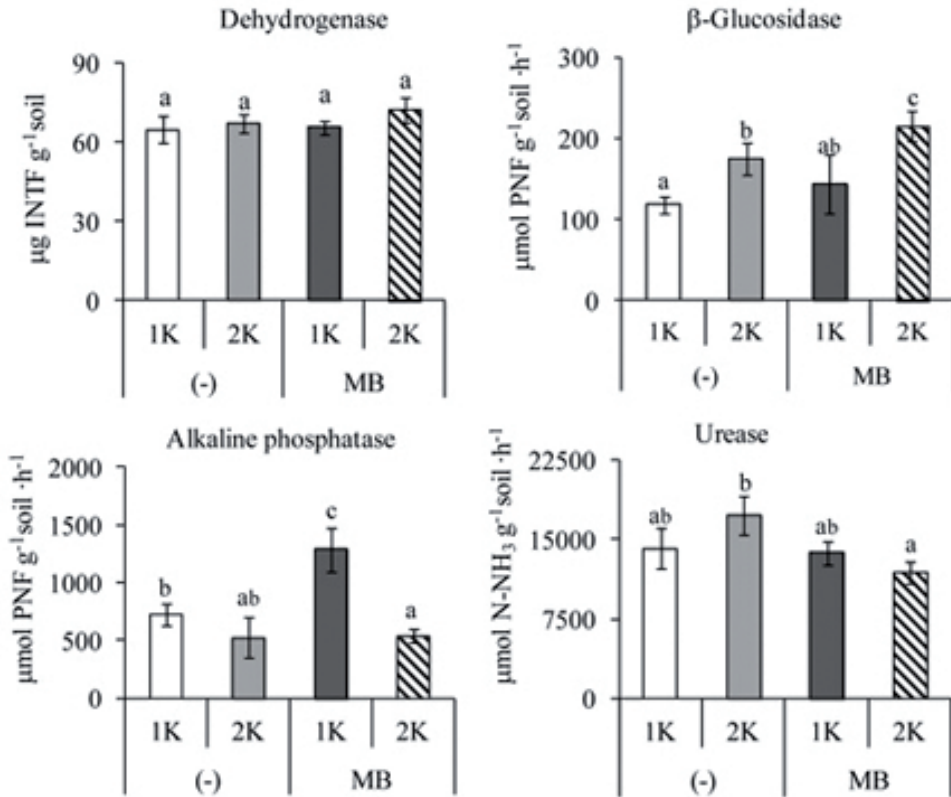 Dehydrogenase
µg INTF g⁻¹soil
90
60
30
0
a a a a
1K 2K 1K 2K
(-) MB
β-Glucosidase
µmol PNF g⁻¹soil ·h⁻¹
300
200
100
0
a b ab c
1K 2K 1K 2K
(-) MB
Alkaline phosphatase
µmol PNF g⁻¹soil ·h⁻¹
2000
1500
1000
500
0
b ab c a
1K 2K 1K 2K
(-) MB
Urease
µmol N-NH₃ g⁻¹soil ·h⁻¹
22500
15000
7500
0
ab b ab a
1K 2K 1K 2K
(-) MB